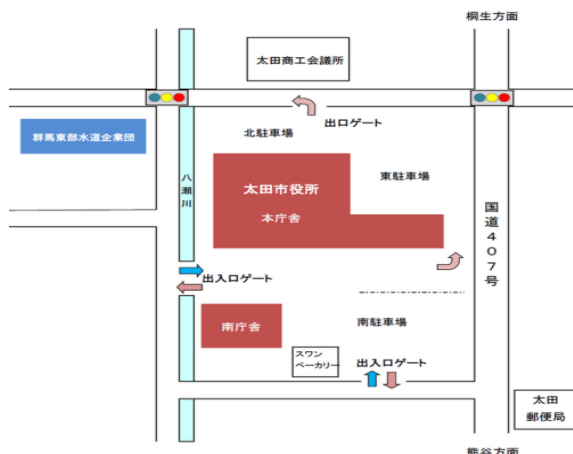 桐生方面
太田商工会議所
出口ゲート
北駐車場
群馬東部水道企業団
八瀬川
太田市役所
本庁舎
東駐車場
国道407号
出入口ゲート
南庁舎
南駐車場
スワン
ベーカリー
出入口ゲート
太田
郵便局
熊谷方面